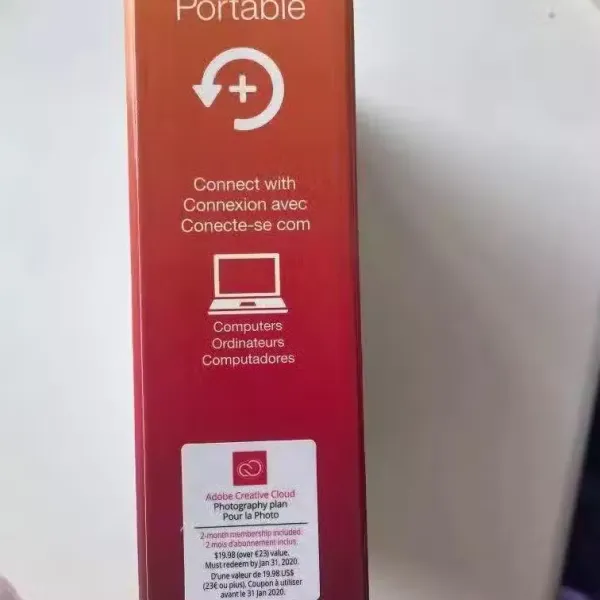 Portable
Connect with
Connexion avec
Conecte-se com
Computers
Ordinateurs
Computadores
Adobe Creative Cloud
Photography plan
Pour la Photo
2-month membership included.
2 mois d'abonnement inclus.
$19.98 (over €23) value.
Must redeem by Jan 31, 2020.
D'une valeur de 19,98 US$
(23€ ou plus). Coupon à utiliser
avant le 31 Jan 2020.